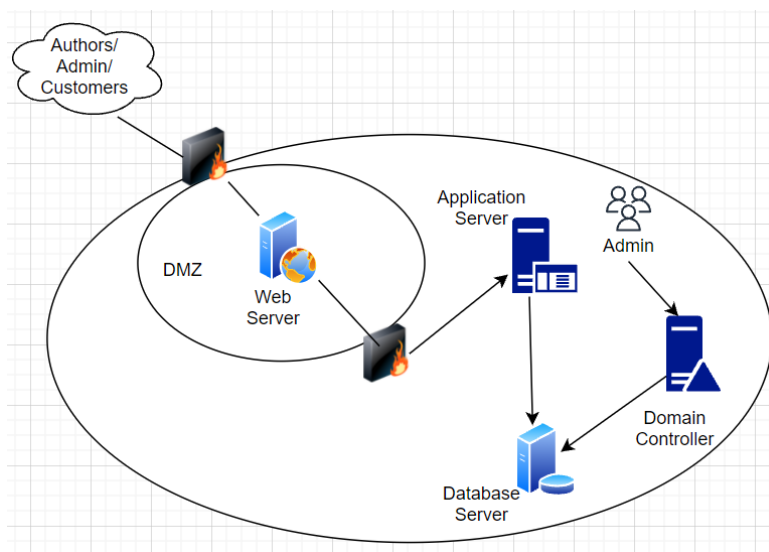 Authors/
Admin/
Customers
Application
Server
Admin
DMZ
Web
Server
Domain
Controller
Database
Server